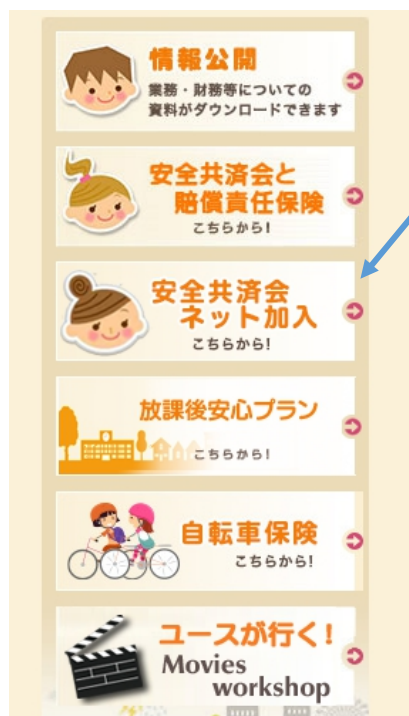 情報公開
業務・財務等についての
資料がダウンロードできます
安全共済会と
賠償責任保険
こちらから!
安全共済会
ネット加入
こちらから!
放課後安心プラン
こちらから!
自転車保険
こちらから!
ユースが行く!
Movies
workshop